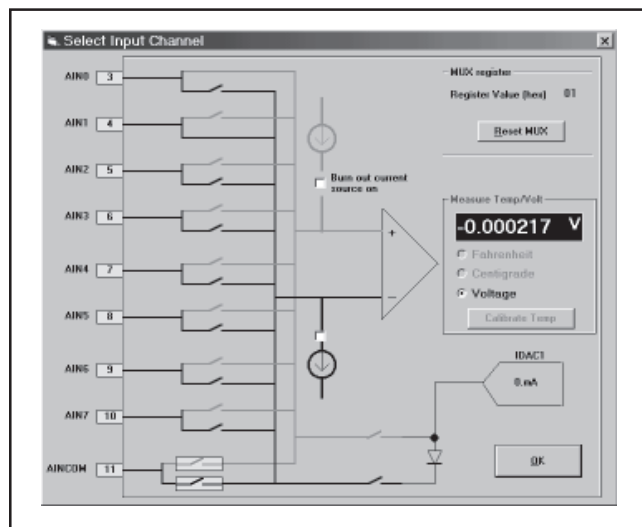 Select Input Channel
AIN0 3
AIN1 4
AIN2 5
AIN3 6
AIN4 7
AIN5 8
AIN6 9
AIN7 10
AINCOM 11
Burn out current
source on
+
−
MUX register
Register Value (hex) 01
Reset MUX
Measure Temp/Volt
-0.000217 V
Fahrenheit
Centigrade
Voltage
Calibrate Temp
IDAC1
0.mA
OK